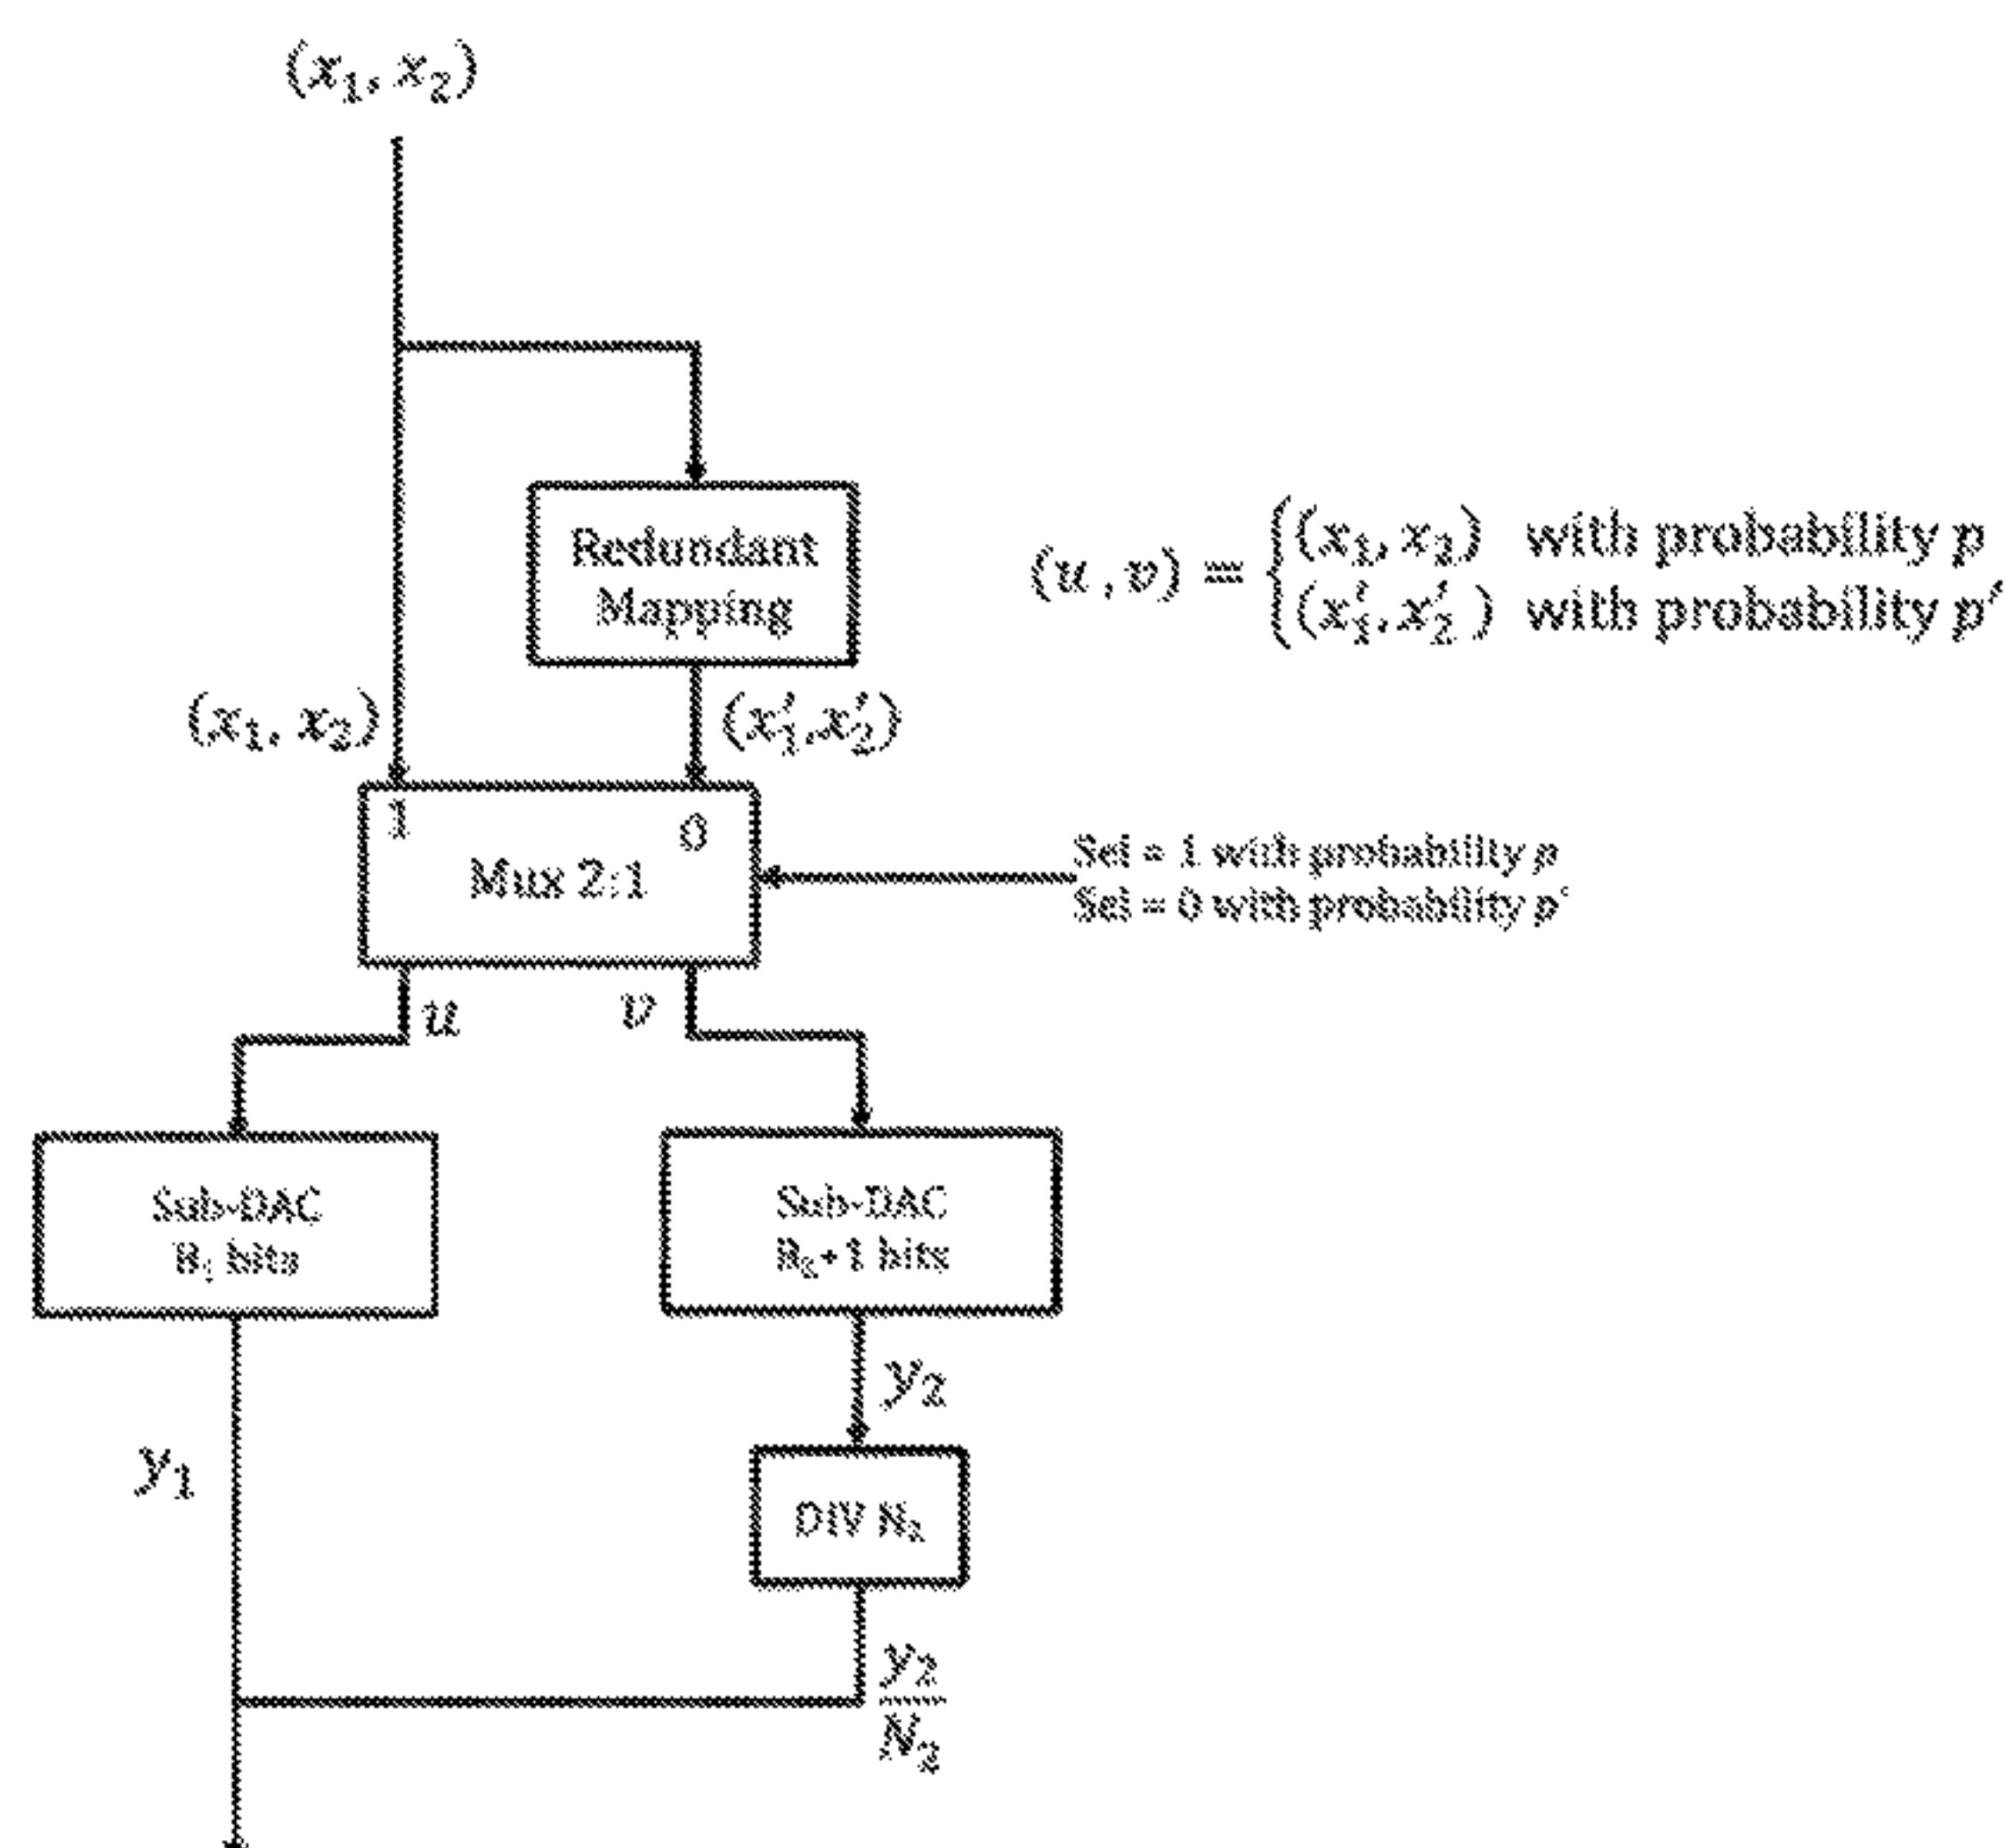 (x₁, x₂)
Redundant
Mapping
(u, v) = {(x₁, x₂) with probability p
(x′₁, x′₂) with probability p′
(x₁, x₂)
(x′₁, x′₂)
1
0
Mux 2:1
Sel = 1 with probability p
Sel = 0 with probability p′
u
v
Sub-DAC
B₁ bits
Sub-DAC
B₂+1 bits
y₂
y₁
DIV N₂
y₂
N₂